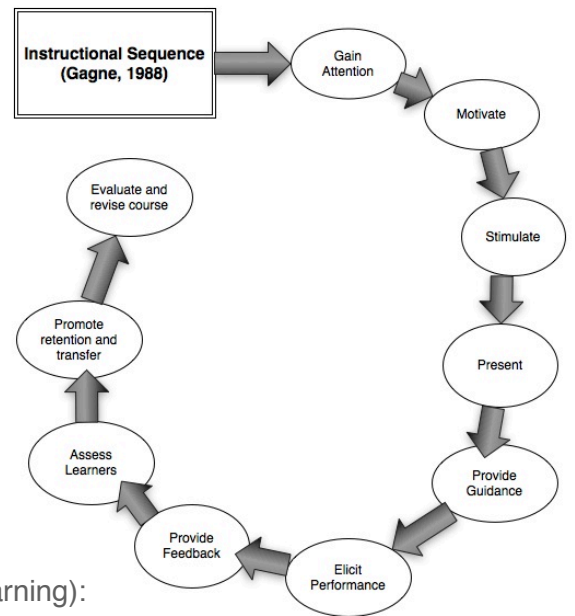 Instructional Sequence
(Gagne, 1988)
Gain
Attention
Motivate
Stimulate
Present
Provide
Guidance
Elicit
Performance
Provide
Feedback
Assess
Learners
Promote
retention and
transfer
Evaluate and
revise course